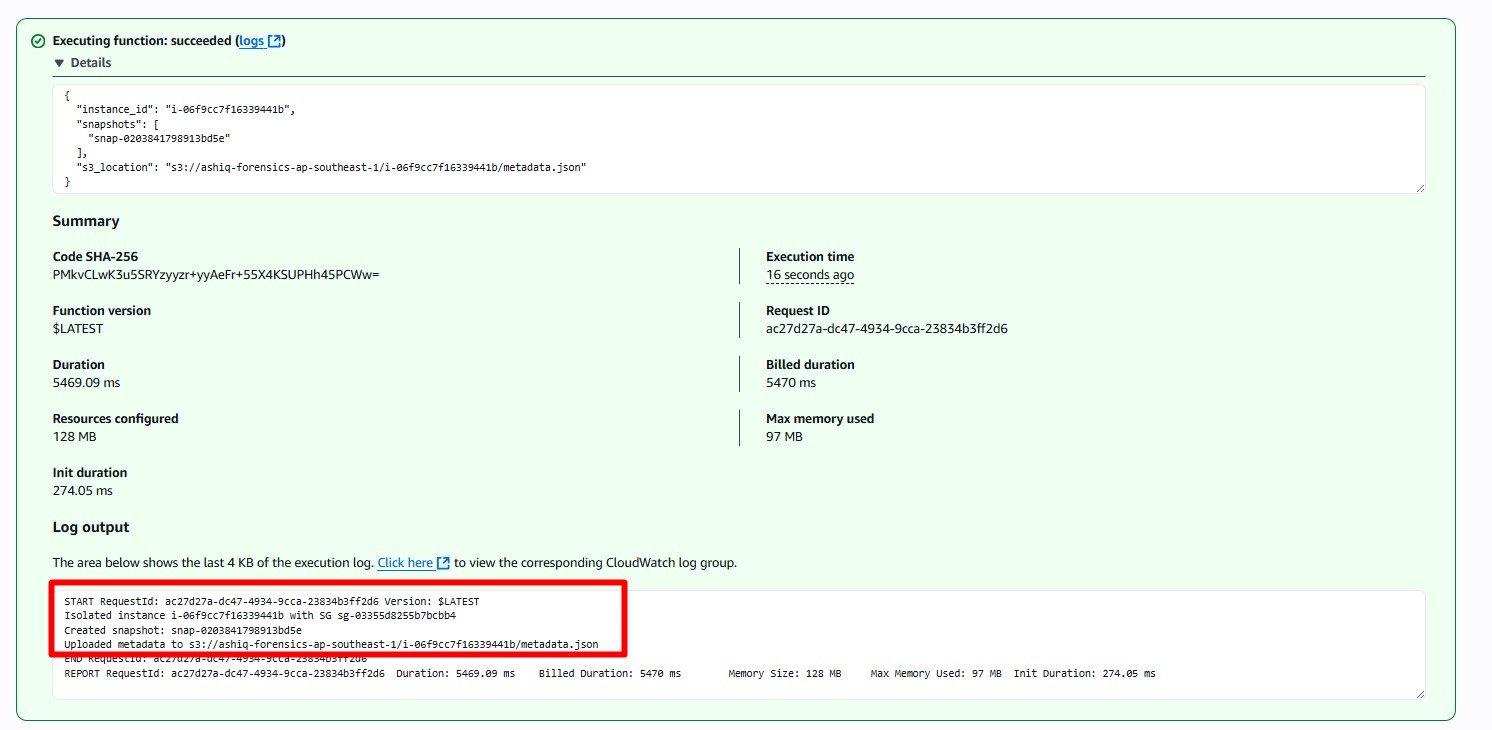 Executing function: succeeded (logs)
Details
{
"instance_id": "i-06f9cc7f16339441b",
"snapshots": [
"snap-0203841798913bd5e"
],
"s3_location": "s3://ashiq-forensics-ap-southeast-1/i-06f9cc7f16339441b/metadata.json"
}
Summary
Code SHA-256
PMkvCLwK3u5SRYzyyzr+yyAeFr+55X4KSUPHh45PCWw=
Execution time
16 seconds ago
Function version
$LATEST
Request ID
ac27d27a-dc47-4934-9cca-23834b3ff2d6
Duration
5469.09 ms
Billed duration
5470 ms
Resources configured
128 MB
Max memory used
97 MB
Init duration
274.05 ms
Log output
The area below shows the last 4 KB of the execution log. Click here to view the corresponding CloudWatch log group.
START RequestId: ac27d27a-dc47-4934-9cca-23834b3ff2d6 Version: $LATEST
Isolated instance i-06f9cc7f16339441b with SG sg-03355d8255b7bcbb4
Created snapshot: snap-0203841798913bd5e
Uploaded metadata to s3://ashiq-forensics-ap-southeast-1/i-06f9cc7f16339441b/metadata.json
END RequestId: ac27d27a-dc47-4934-9cca-23834b3ff2d6
REPORT RequestId: ac27d27a-dc47-4934-9cca-23834b3ff2d6 Duration: 5469.09 ms Billed Duration: 5470 ms Memory Size: 128 MB Max Memory Used: 97 MB Init Duration: 274.05 ms